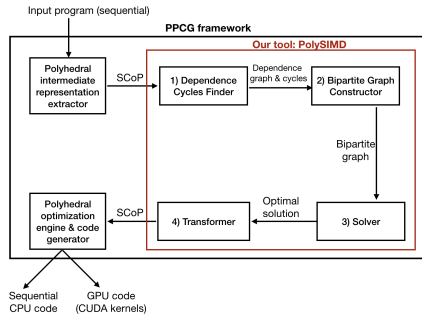 Input program (sequential)
PPCG framework
Our tool: PolySIMD
Polyhedral
intermediate
representation
extractor
SCoP
1) Dependence
Cycles Finder
Dependence
graph & cycles
2) Bipartite Graph
Constructor
Bipartite
graph
Polyhedral
optimization
engine & code
generator
SCoP
4) Transformer
Optimal
solution
3) Solver
Sequential
CPU code
GPU code
(CUDA kernels)